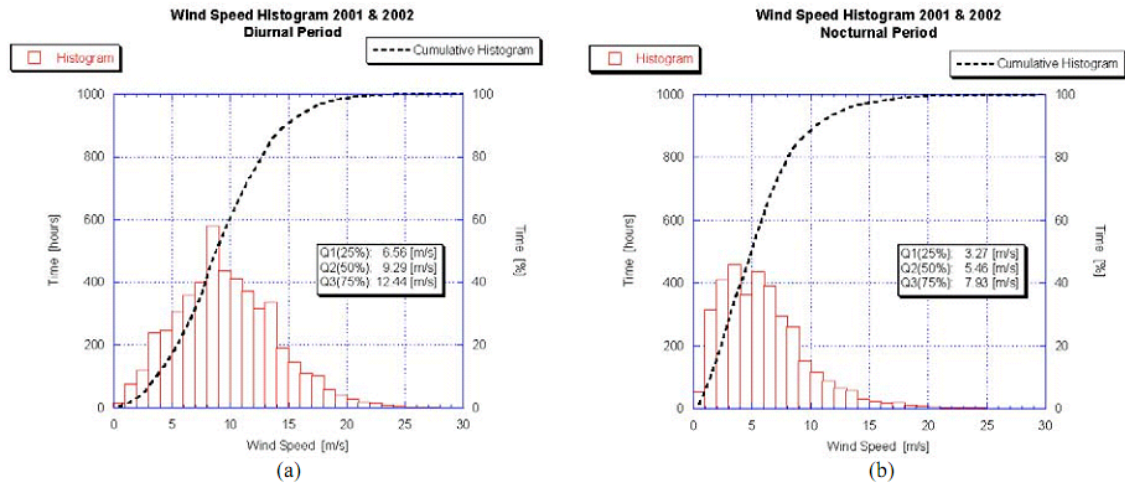 Wind Speed Histogram 2001 & 2002
Diurnal Period
Histogram
Cumulative Histogram
1000
800
600
400
200
0
Time [hours]
100
80
60
40
20
0
Time [%]
Q1(25%): 6.56 [m/s]
Q2(50%): 9.29 [m/s]
Q3(75%): 12.44 [m/s]
0 5 10 15 20 25 30
Wind Speed [m/s]
(a)
Wind Speed Histogram 2001 & 2002
Nocturnal Period
Histogram
Cumulative Histogram
1000
800
600
400
200
0
Time [hours]
100
80
60
40
20
0
Time [%]
Q1(25%): 3.27 [m/s]
Q2(50%): 5.46 [m/s]
Q3(75%): 7.93 [m/s]
0 5 10 15 20 25 30
Wind Speed [m/s]
(b)